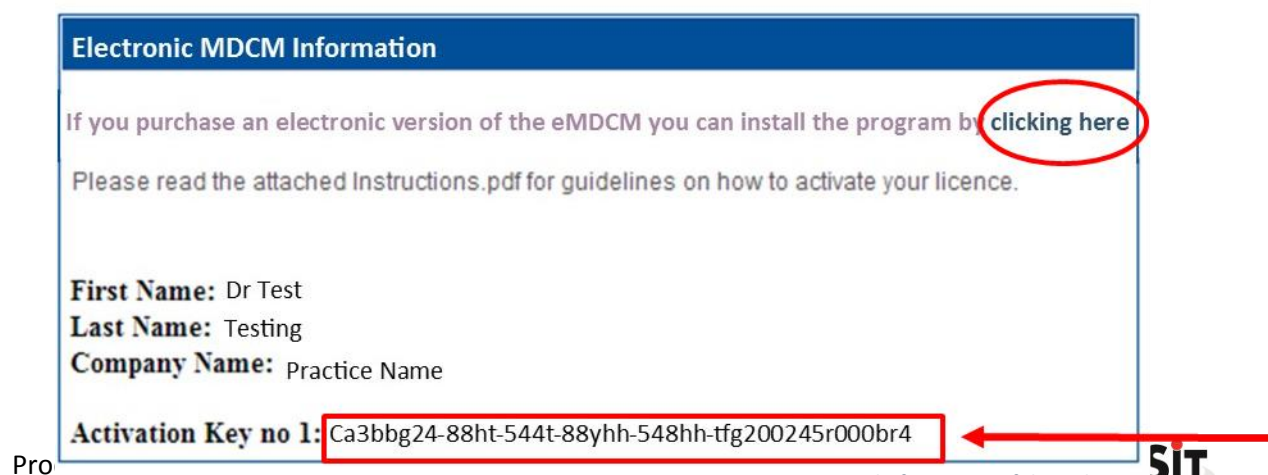 Electronic MDCM Information
If you purchase an electronic version of the eMDCM you can install the program by clicking here
Please read the attached Instructions.pdf for guidelines on how to activate your licence.
First Name: Dr Test
Last Name: Testing
Company Name: Practice Name
Activation Key no 1: Ca3bbg24-88ht-544t-88yhh-548hh-tfg200245r000br4
Pro
SiT